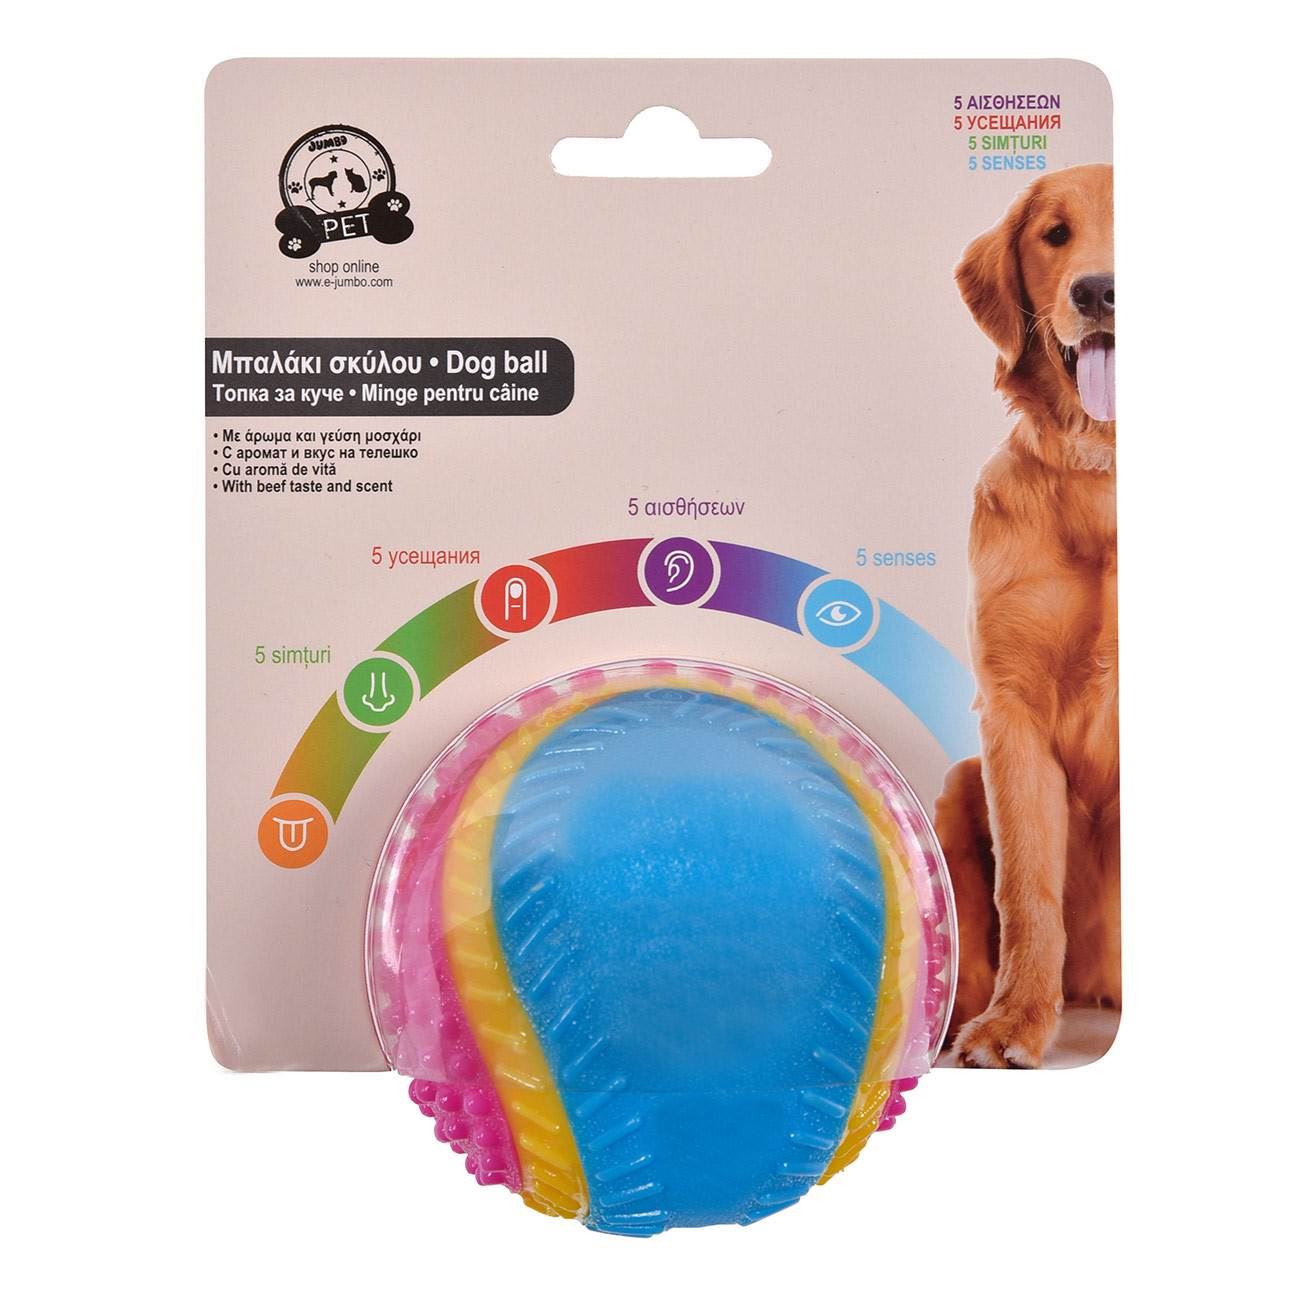 JUMBO
PET
shop online
www.e-jumbo.com
5 ΑΙΣΘΗΣΕΩΝ
5 УСЕЩАНИЯ
5 SIMȚURI
5 SENSES
Μπαλάκι σκύλου • Dog ball
Топка за куче • Minge pentru câine
• Με άρωμα και γεύση μοσχάρι
• С аромат и вкус на телешко
• Cu aromă de vită
• With beef taste and scent
5 αισθήσεων
5 усещания
5 senses
5 simțuri